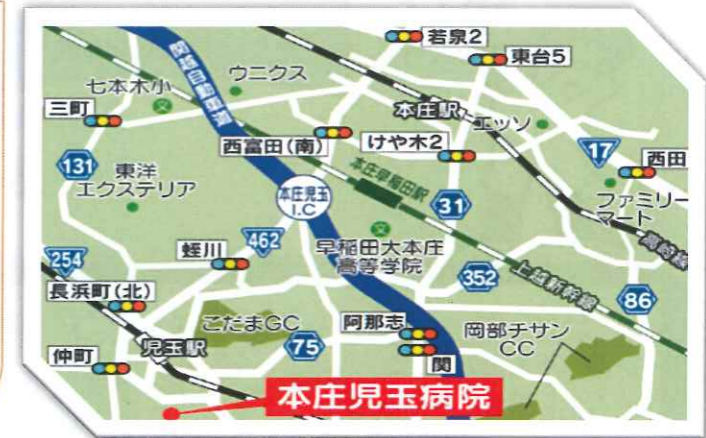 若泉2
東台5
関越自動車道
ウニクス
七本木小
文
本庄駅
三町
エッソ
西富田(南)
けや木2
17
西田
131
東洋
エクステリア
本庄早稲田駅
本庄児玉
I.C
31
ファミリー
マート
文
高崎線
462
早稲田大本庄
高等学院
蛭川
254
352
上越新幹線
長浜町(北)
86
こだまGC
阿那志
岡部チサン
CC
児玉駅
75
仲町
関
本庄児玉病院